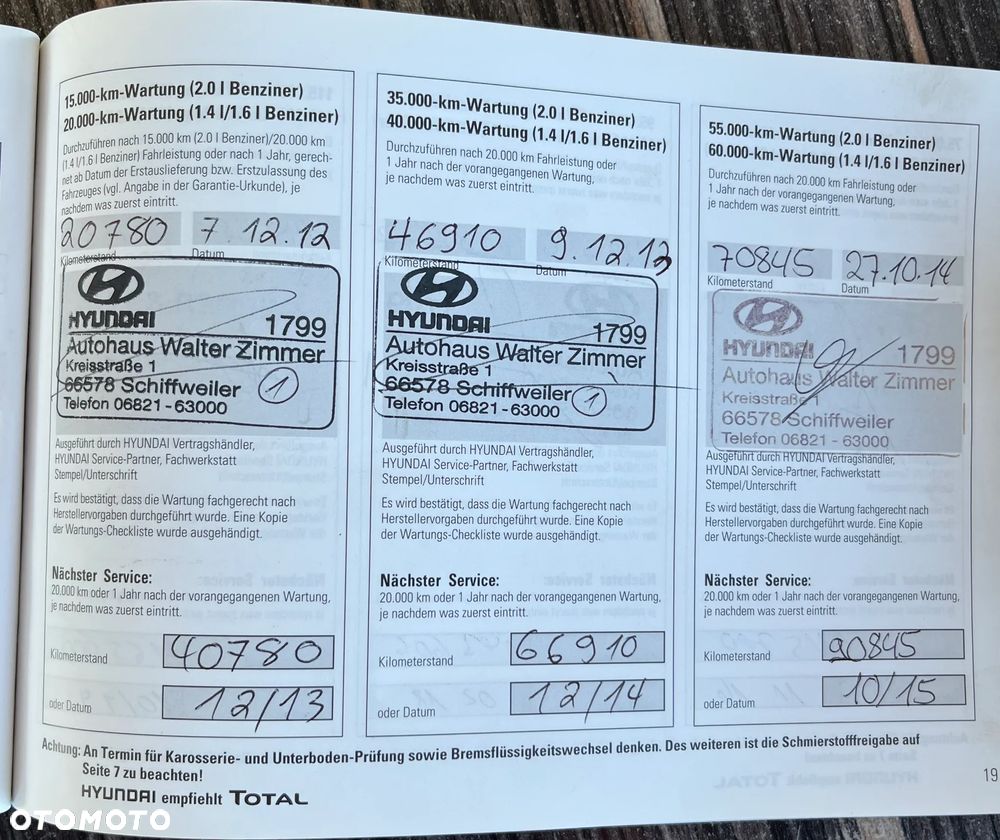 15.000-km-Wartung (2.0 l Benziner)
20.000-km-Wartung (1.4 l/1.6 l Benziner)
Durchzuführen nach 15.000 km (2.0 l Benziner)/20.000 km
(1.4 l/1.6 l Benziner) Fahrleistung oder nach 1 Jahr, gerech-
net ab Datum der Erstauslieferung bzw. Erstzulassung des
Fahrzeuges (vgl. Angabe in der Garantie-Urkunde), je
nachdem was zuerst eintritt.
20780 7.12.12
Kilometerstand Datum
HYUNDAI 1799
Autohaus Walter Zimmer
Kreisstraße 1
66578 Schiffweiler 1
Telefon 06821-63000
Ausgeführt durch HYUNDAI Vertragshändler,
HYUNDAI Service-Partner, Fachwerkstatt
Stempel/Unterschrift
Es wird bestätigt, dass die Wartung fachgerecht nach
Herstellervorgaben durchgeführt wurde. Eine Kopie
der Wartungs-Checkliste wurde ausgehändigt.
Nächster Service:
20.000 km oder 1 Jahr nach der vorangegangenen Wartung,
je nachdem was zuerst eintritt.
Kilometerstand 40780
oder Datum 12/13
35.000-km-Wartung (2.0 l Benziner)
40.000-km-Wartung (1.4 l/1.6 l Benziner)
Durchzuführen nach 20.000 km Fahrleistung oder
1 Jahr nach der vorangegangenen Wartung,
je nachdem was zuerst eintritt.
46910 9.12.13
Kilometerstand Datum
HYUNDAI 1799
Autohaus Walter Zimmer
Kreisstraße 1
66578 Schiffweiler 1
Telefon 06821-63000
Ausgeführt durch HYUNDAI Vertragshändler,
HYUNDAI Service-Partner, Fachwerkstatt
Stempel/Unterschrift
Es wird bestätigt, dass die Wartung fachgerecht nach
Herstellervorgaben durchgeführt wurde. Eine Kopie
der Wartungs-Checkliste wurde ausgehändigt.
Nächster Service:
20.000 km oder 1 Jahr nach der vorangegangenen Wartung,
je nachdem was zuerst eintritt.
Kilometerstand 66910
oder Datum 12/14
55.000-km-Wartung (2.0 l Benziner)
60.000-km-Wartung (1.4 l/1.6 l Benziner)
Durchzuführen nach 20.000 km Fahrleistung oder
1 Jahr nach der vorangegangenen Wartung,
je nachdem was zuerst eintritt.
70845 27.10.14
Kilometerstand Datum
HYUNDAI 1799
Autohaus Walter Zimmer
Kreisstraße 1
66578 Schiffweiler
Telefon 06821-63000
Ausgeführt durch HYUNDAI Vertragshändler,
HYUNDAI Service-Partner, Fachwerkstatt
Stempel/Unterschrift
Es wird bestätigt, dass die Wartung fachgerecht nach
Herstellervorgaben durchgeführt wurde. Eine Kopie
der Wartungs-Checkliste wurde ausgehändigt.
Nächster Service:
20.000 km oder 1 Jahr nach der vorangegangenen Wartung,
je nachdem was zuerst eintritt.
Kilometerstand 90845
oder Datum 10/15
Achtung: An Termin für Karosserie- und Unterboden-Prüfung sowie Bremsflüssigkeitswechsel denken. Des weiteren ist die Schmierstofffreigabe auf
Seite 7 zu beachten!
HYUNDAI empfiehlt TOTAL
19
OTOMOTO